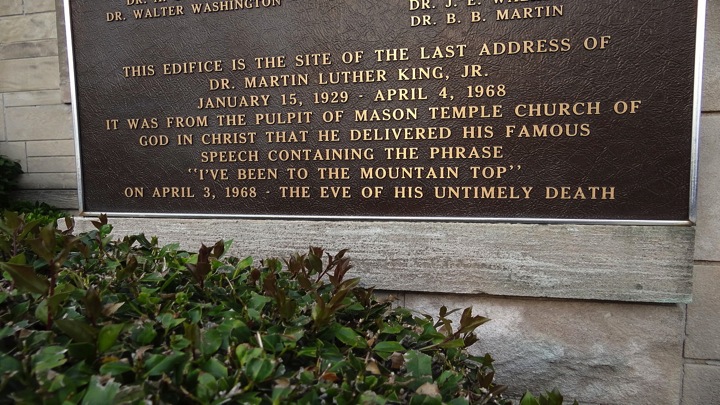 DR.
DR. J. E.
DR. WALTER WASHINGTON
DR. B. B. MARTIN
THIS EDIFICE IS THE SITE OF THE LAST ADDRESS OF
DR. MARTIN LUTHER KING, JR.
JANUARY 15, 1929 - APRIL 4, 1968
IT WAS FROM THE PULPIT OF MASON TEMPLE CHURCH OF
GOD IN CHRIST THAT HE DELIVERED HIS FAMOUS
SPEECH CONTAINING THE PHRASE
"I'VE BEEN TO THE MOUNTAIN TOP"
ON APRIL 3, 1968 - THE EVE OF HIS UNTIMELY DEATH